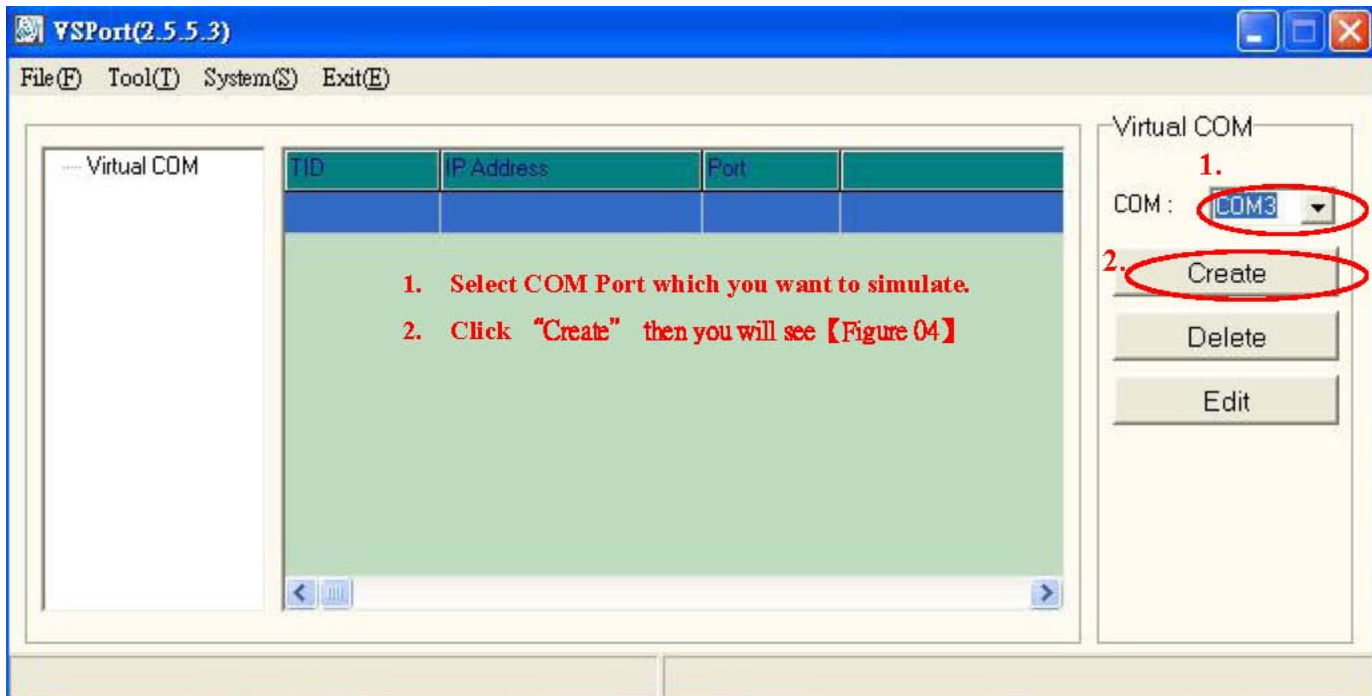 VSPort(2.5.5.3)
File(F) Tool(T) System(S) Exit(E)
Virtual COM
TID IP Address Port
1. Select COM Port which you want to simulate.
2. Click “Create” then you will see【Figure 04】
Virtual COM
1.
COM : COM3
2.
Create
Delete
Edit